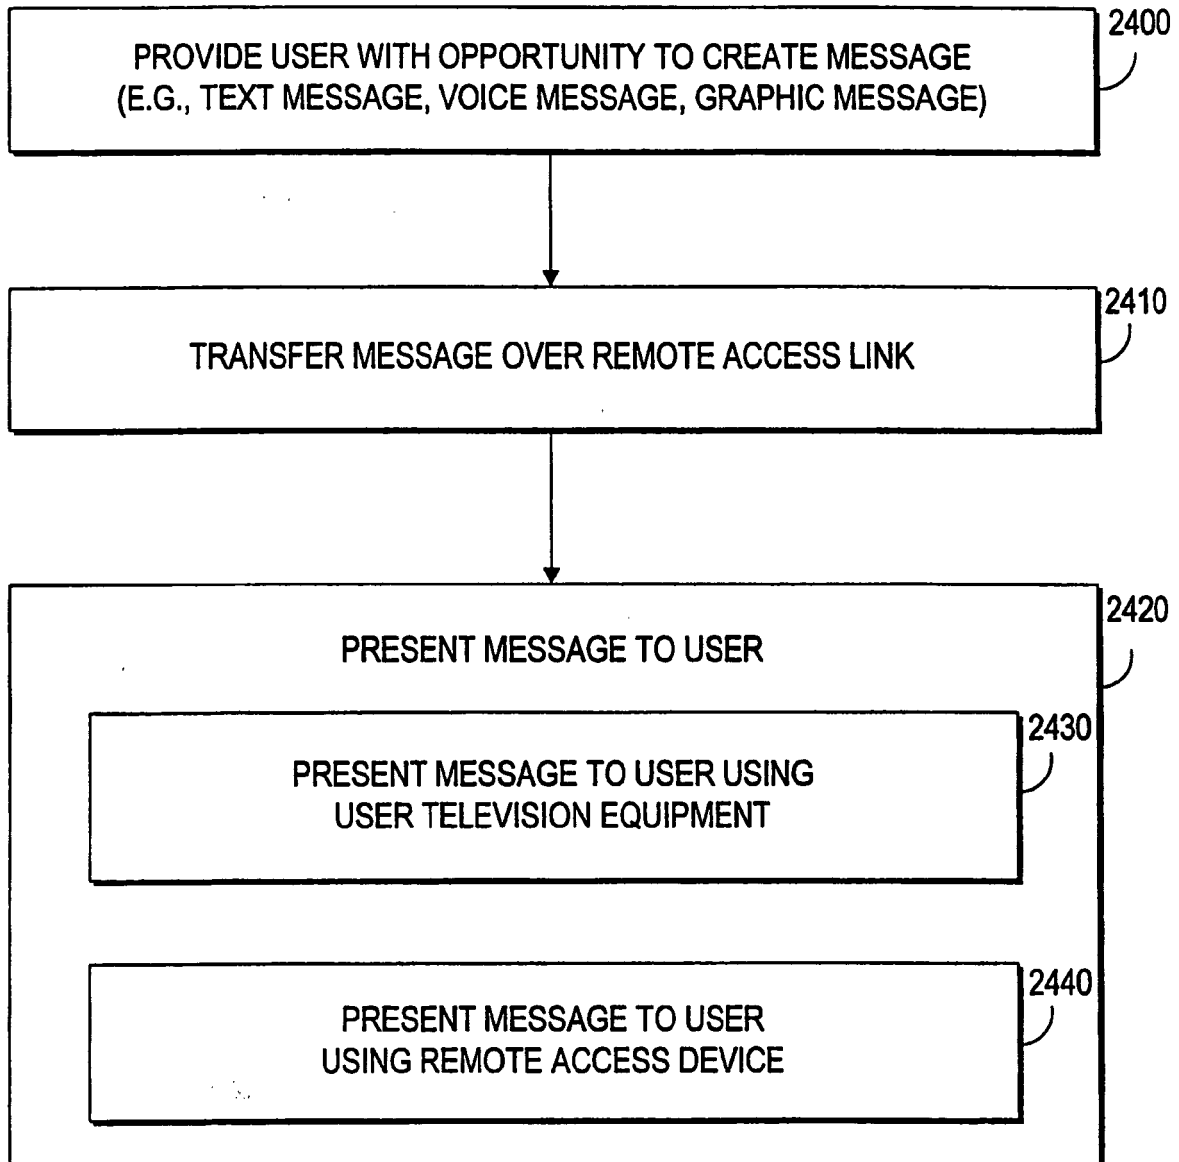 2400
PROVIDE USER WITH OPPORTUNITY TO CREATE MESSAGE
(E.G., TEXT MESSAGE, VOICE MESSAGE, GRAPHIC MESSAGE)
2410
TRANSFER MESSAGE OVER REMOTE ACCESS LINK
2420
PRESENT MESSAGE TO USER
2430
PRESENT MESSAGE TO USER USING
USER TELEVISION EQUIPMENT
2440
PRESENT MESSAGE TO USER
USING REMOTE ACCESS DEVICE